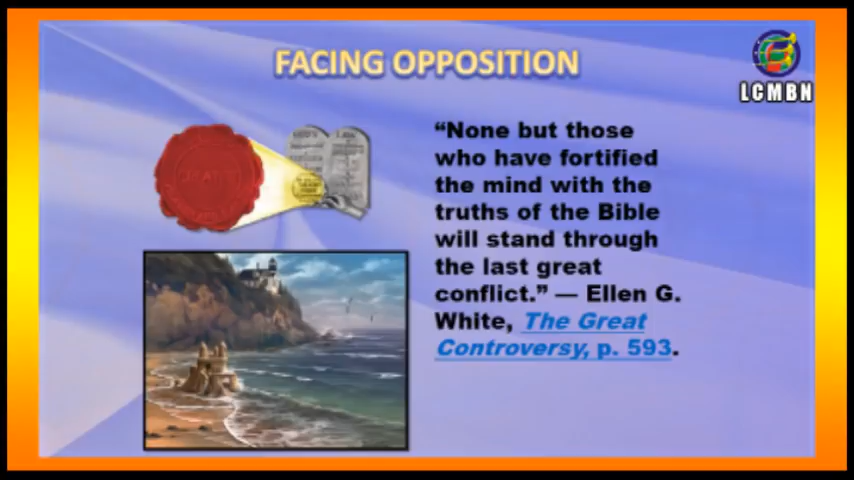 FACING OPPOSITION
LCMBN
“None but those
who have fortified
the mind with the
truths of the Bible
will stand through
the last great
conflict.” — Ellen G.
White, The Great
Controversy, p. 593.